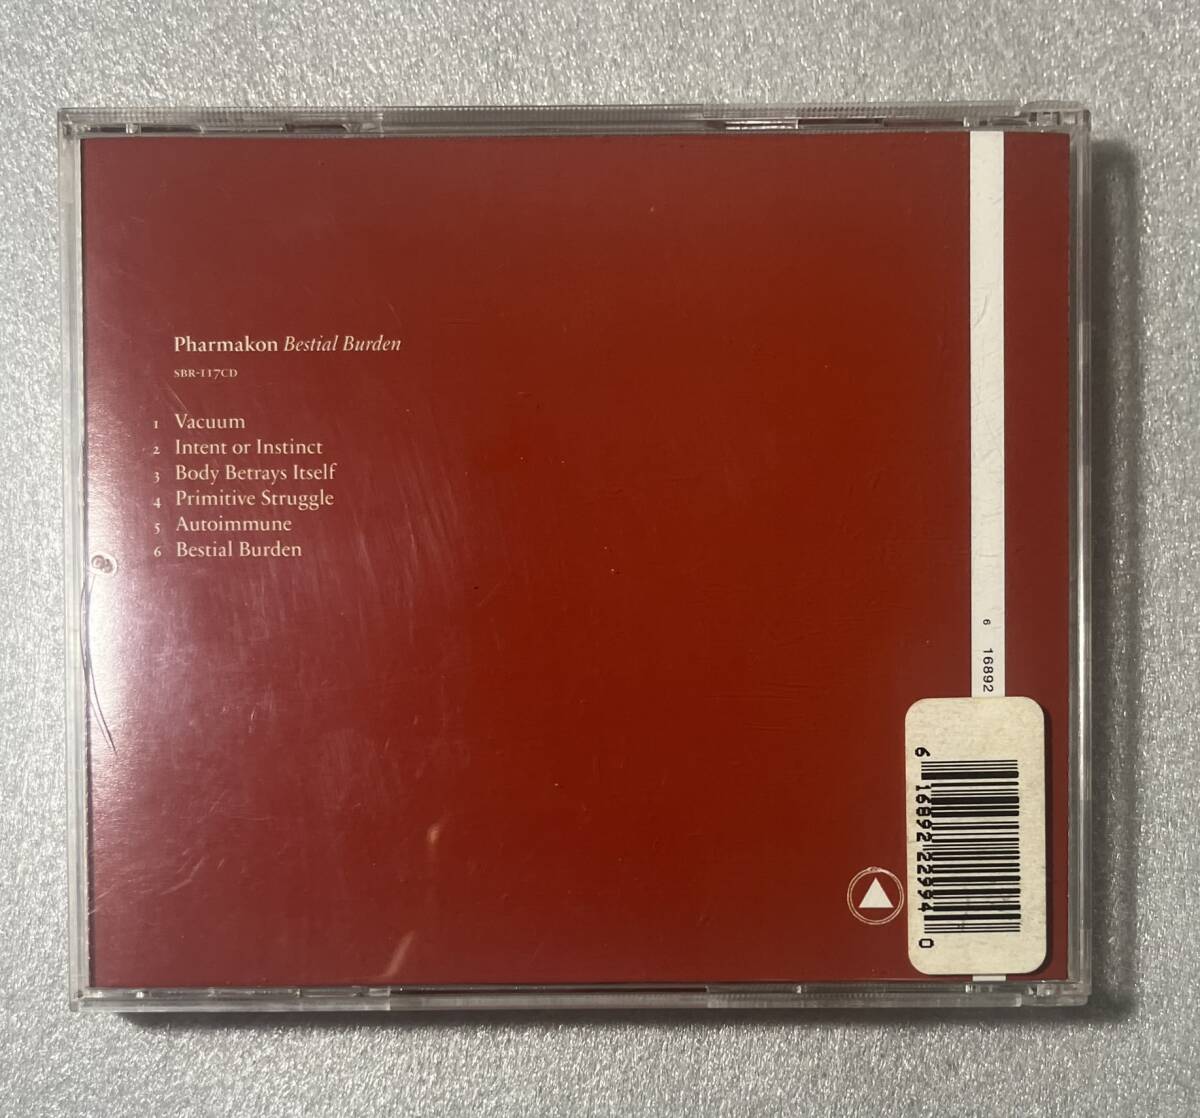 Pharmakon Bestial Burden
SBR-117CD
1 Vacuum
2 Intent or Instinct
3 Body Betrays Itself
4 Primitive Struggle
5 Autoimmune
6 Bestial Burden
6 16892
6 16892 22994 0